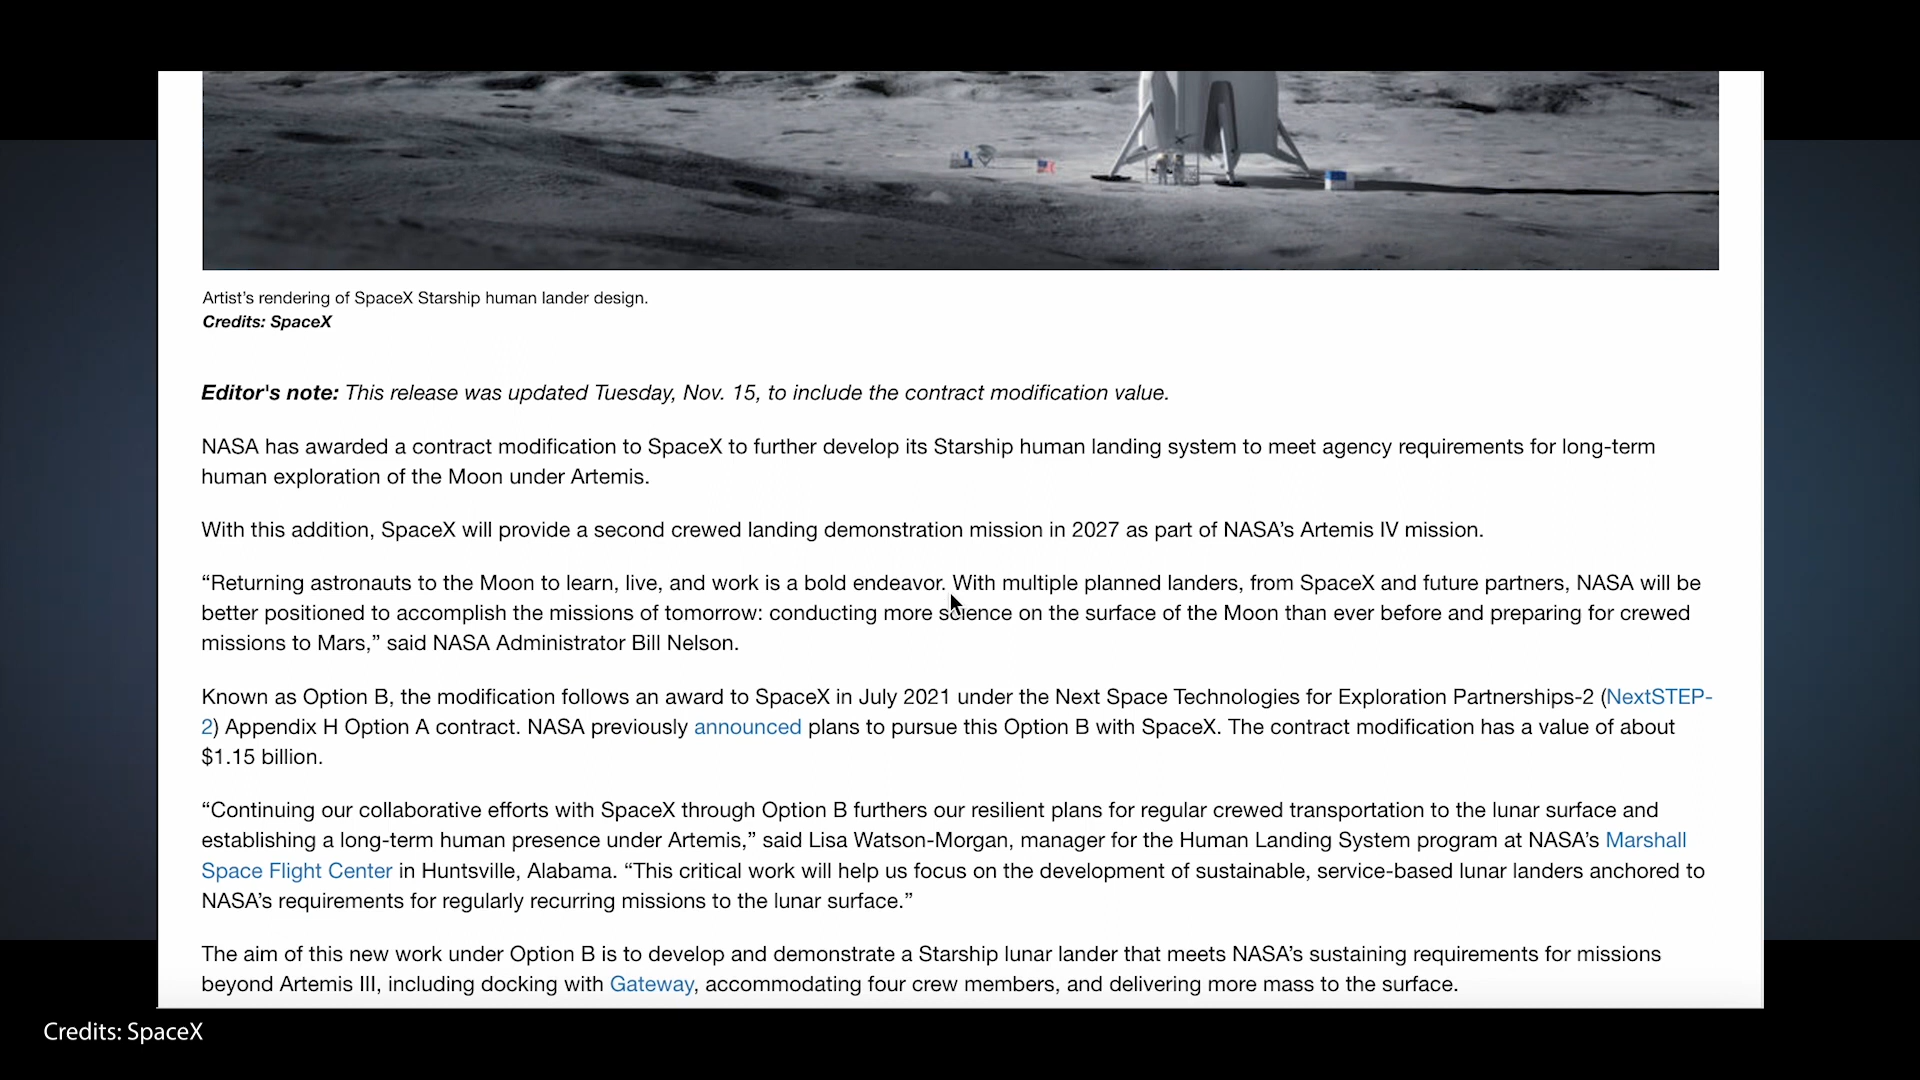 Artist’s rendering of SpaceX Starship human lander design.
Credits: SpaceX
Editor's note: This release was updated Tuesday, Nov. 15, to include the contract modification value.
NASA has awarded a contract modification to SpaceX to further develop its Starship human landing system to meet agency requirements for long-term
human exploration of the Moon under Artemis.
With this addition, SpaceX will provide a second crewed landing demonstration mission in 2027 as part of NASA’s Artemis IV mission.
“Returning astronauts to the Moon to learn, live, and work is a bold endeavor. With multiple planned landers, from SpaceX and future partners, NASA will be
better positioned to accomplish the missions of tomorrow: conducting more science on the surface of the Moon than ever before and preparing for crewed
missions to Mars,” said NASA Administrator Bill Nelson.
Known as Option B, the modification follows an award to SpaceX in July 2021 under the Next Space Technologies for Exploration Partnerships-2 (NextSTEP-
2) Appendix H Option A contract. NASA previously announced plans to pursue this Option B with SpaceX. The contract modification has a value of about
$1.15 billion.
“Continuing our collaborative efforts with SpaceX through Option B furthers our resilient plans for regular crewed transportation to the lunar surface and
establishing a long-term human presence under Artemis,” said Lisa Watson-Morgan, manager for the Human Landing System program at NASA’s Marshall
Space Flight Center in Huntsville, Alabama. “This critical work will help us focus on the development of sustainable, service-based lunar landers anchored to
NASA’s requirements for regularly recurring missions to the lunar surface.”
The aim of this new work under Option B is to develop and demonstrate a Starship lunar lander that meets NASA’s sustaining requirements for missions
beyond Artemis III, including docking with Gateway, accommodating four crew members, and delivering more mass to the surface.
Credits: SpaceX